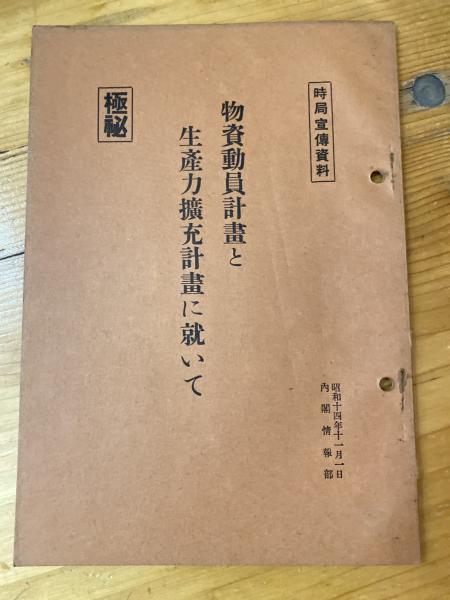 時局宣傳資料
物資動員計畫と
生產力擴充計畫に就いて
極祕
昭和十四年十一月一日
內閣情報部